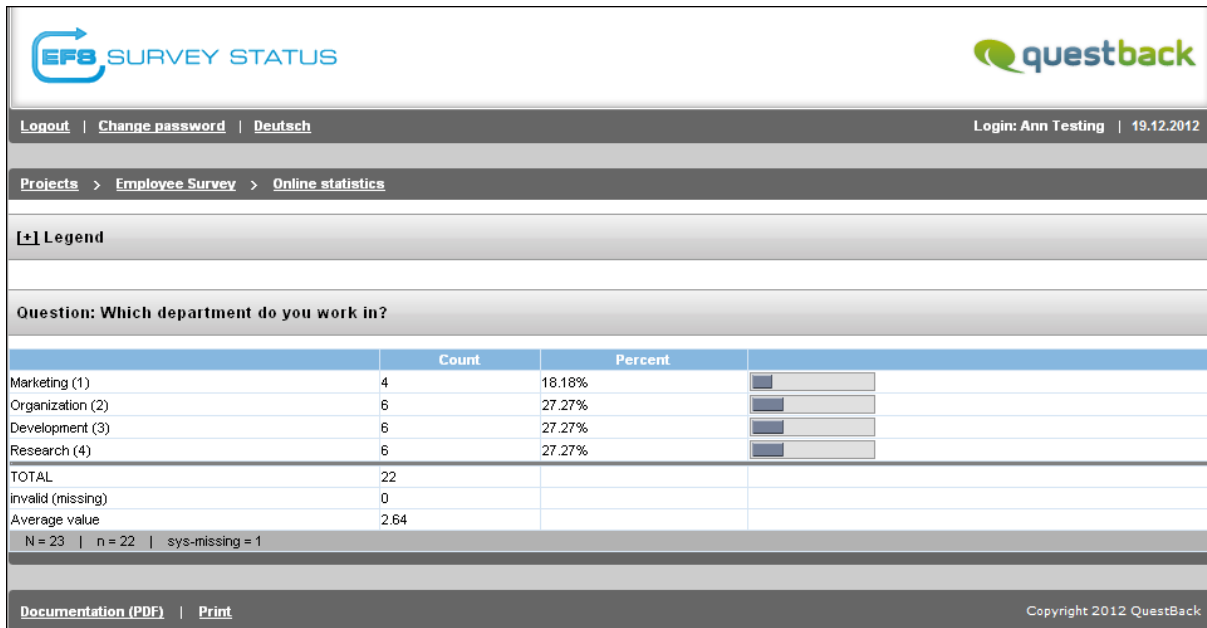 EFS SURVEY STATUS
questback
Logout | Change password | Deutsch
Login: Ann Testing | 19.12.2012
Projects > Employee Survey > Online statistics
[+] Legend
Question: Which department do you work in?
Count Percent
Marketing (1) 4 18.18%
Organization (2) 6 27.27%
Development (3) 6 27.27%
Research (4) 6 27.27%
TOTAL 22
invalid (missing) 0
Average value 2.64
N = 23 | n = 22 | sys-missing = 1
Documentation (PDF) | Print
Copyright 2012 QuestBack